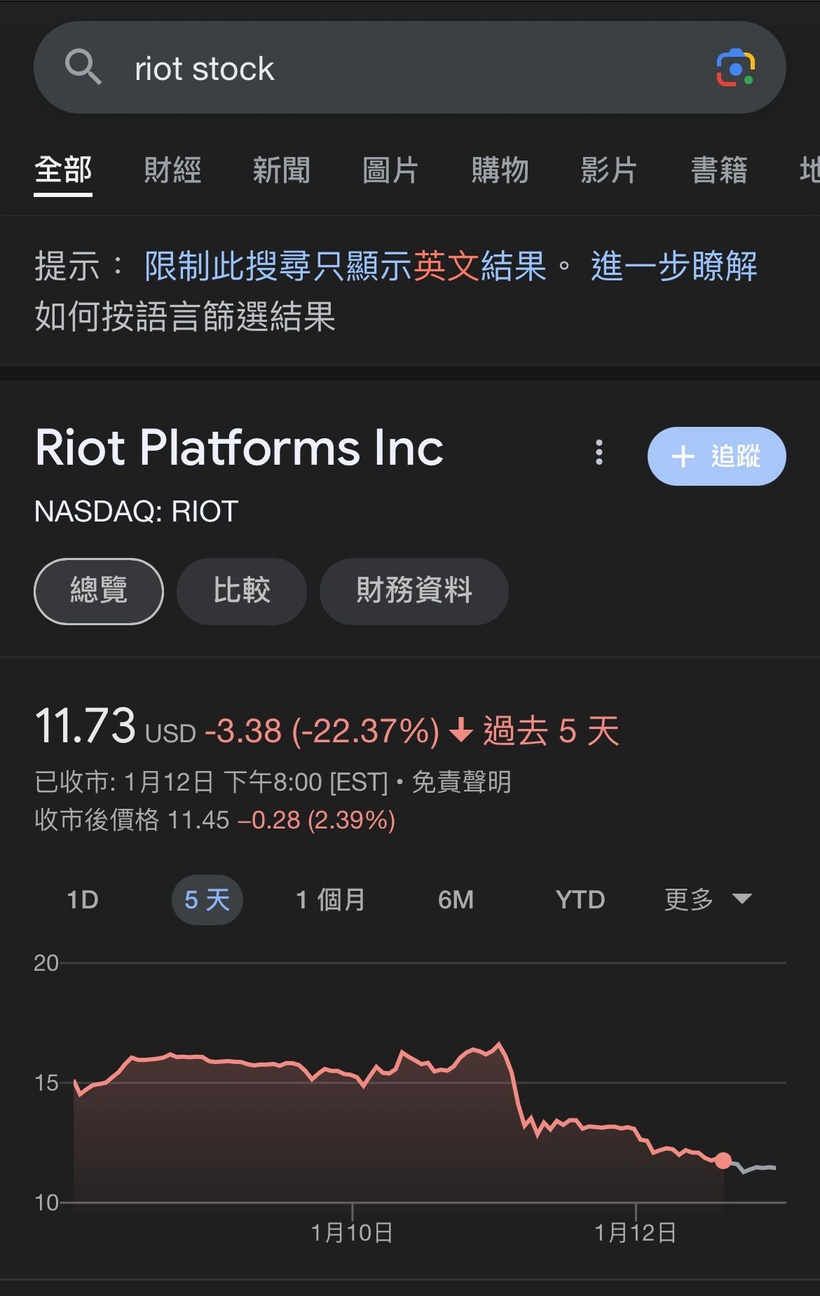 riot stock
全部 財經 新聞 圖片 購物 影片 書籍
提示： 限制此搜尋只顯示英文結果。 進一步瞭解
如何按語言篩選結果
Riot Platforms Inc
+ 追蹤
NASDAQ: RIOT
總覽 比較 財務資料
11.73 USD -3.38 (-22.37%) ↓ 過去 5 天
已收市: 1月12日 下午8:00 [EST] • 免責聲明
收市後價格 11.45 −0.28 (2.39%)
1D 5 天 1 個月 6M YTD 更多
20
15
10
1月10日 1月12日